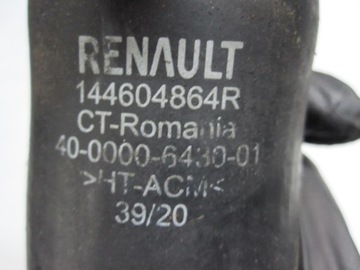 RENAULT
144604864R
CT-Romania
40-0000-6430-01
>HT-ACM<
39/20